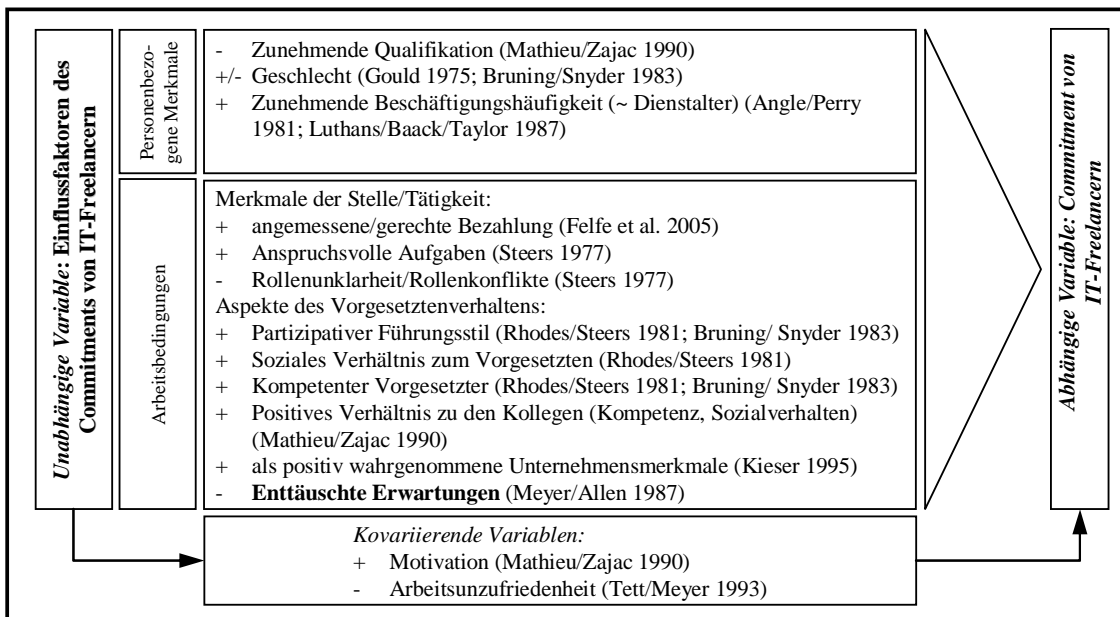 Unabhängige Variable: Einflussfaktoren des
Commitments von IT-Freelancern
Personenbezo-
gene Merkmale
- Zunehmende Qualifikation (Mathieu/Zajac 1990)
+/- Geschlecht (Gould 1975; Bruning/Snyder 1983)
+ Zunehmende Beschäftigungshäufigkeit (~ Dienstalter) (Angle/Perry
1981; Luthans/Baack/Taylor 1987)
Arbeitsbedingungen
Merkmale der Stelle/Tätigkeit:
+ angemessene/gerechte Bezahlung (Felfe et al. 2005)
+ Anspruchsvolle Aufgaben (Steers 1977)
- Rollenunklarheit/Rollenkonflikte (Steers 1977)
Aspekte des Vorgesetztenverhaltens:
+ Partizipativer Führungsstil (Rhodes/Steers 1981; Bruning/ Snyder 1983)
+ Soziales Verhältnis zum Vorgesetzten (Rhodes/Steers 1981)
+ Kompetenter Vorgesetzter (Rhodes/Steers 1981; Bruning/ Snyder 1983)
+ Positives Verhältnis zu den Kollegen (Kompetenz, Sozialverhalten)
(Mathieu/Zajac 1990)
+ als positiv wahrgenommene Unternehmensmerkmale (Kieser 1995)
- Enttäuschte Erwartungen (Meyer/Allen 1987)
Kovariierende Variablen:
+ Motivation (Mathieu/Zajac 1990)
- Arbeitsunzufriedenheit (Tett/Meyer 1993)
Abhängige Variable: Commitment von
IT-Freelancern